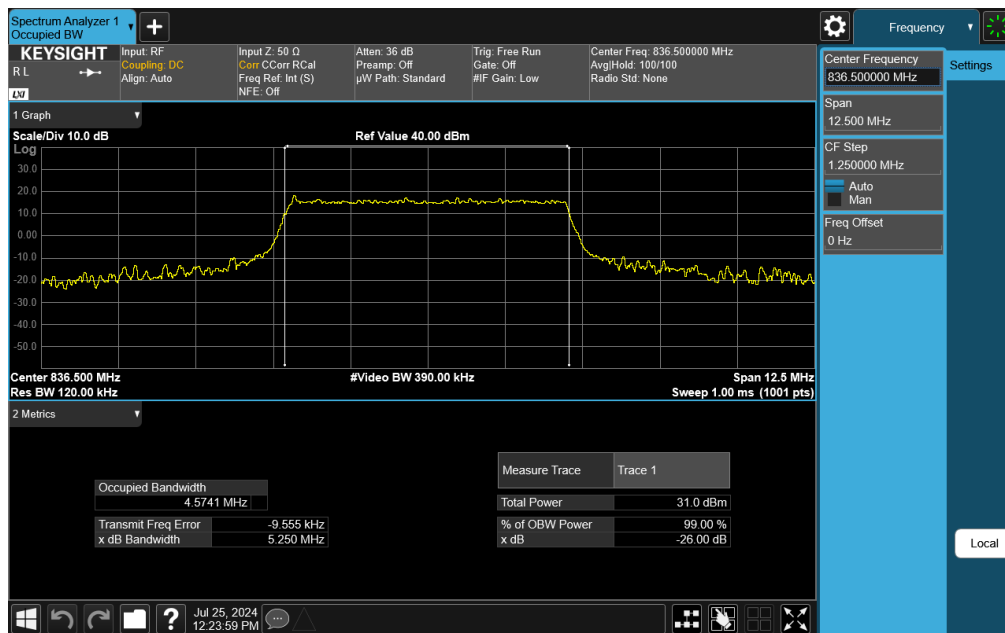 Spectrum Analyzer 1
Occupied BW
Frequency
KEYSIGHT
R L
LXI
Input: RF
Coupling: DC
Align: Auto
Input Z: 50 Ω
Corr CCorr RCal
Freq Ref: Int (S)
NFE: Off
Atten: 36 dB
Preamp: Off
µW Path: Standard
Trig: Free Run
Gate: Off
#IF Gain: Low
Center Freq: 836.500000 MHz
Avg|Hold: 100/100
Radio Std: None
Center Frequency
836.500000 MHz
Settings
Span
12.500 MHz
CF Step
1.250000 MHz
Auto
Man
Freq Offset
0 Hz
1 Graph
Scale/Div 10.0 dB
Ref Value 40.00 dBm
Log
30.0
20.0
10.0
0.00
-10.0
-20.0
-30.0
-40.0
-50.0
Center 836.500 MHz
#Video BW 390.00 kHz
Span 12.5 MHz
Res BW 120.00 kHz
Sweep 1.00 ms (1001 pts)
2 Metrics
Occupied Bandwidth
4.5741 MHz
Transmit Freq Error -9.555 kHz
x dB Bandwidth 5.250 MHz
Measure Trace Trace 1
Total Power 31.0 dBm
% of OBW Power 99.00 %
x dB -26.00 dB
Local
Jul 25, 2024
12:23:59 PM